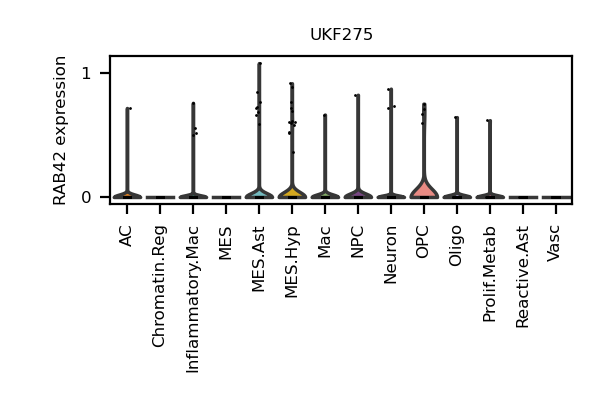 UKF275
RAB42 expression
1
0
AC
Chromatin.Reg
Inflammatory.Mac
MES
MES.Ast
MES.Hyp
Mac
NPC
Neuron
OPC
Oligo
Prolif.Metab
Reactive.Ast
Vasc